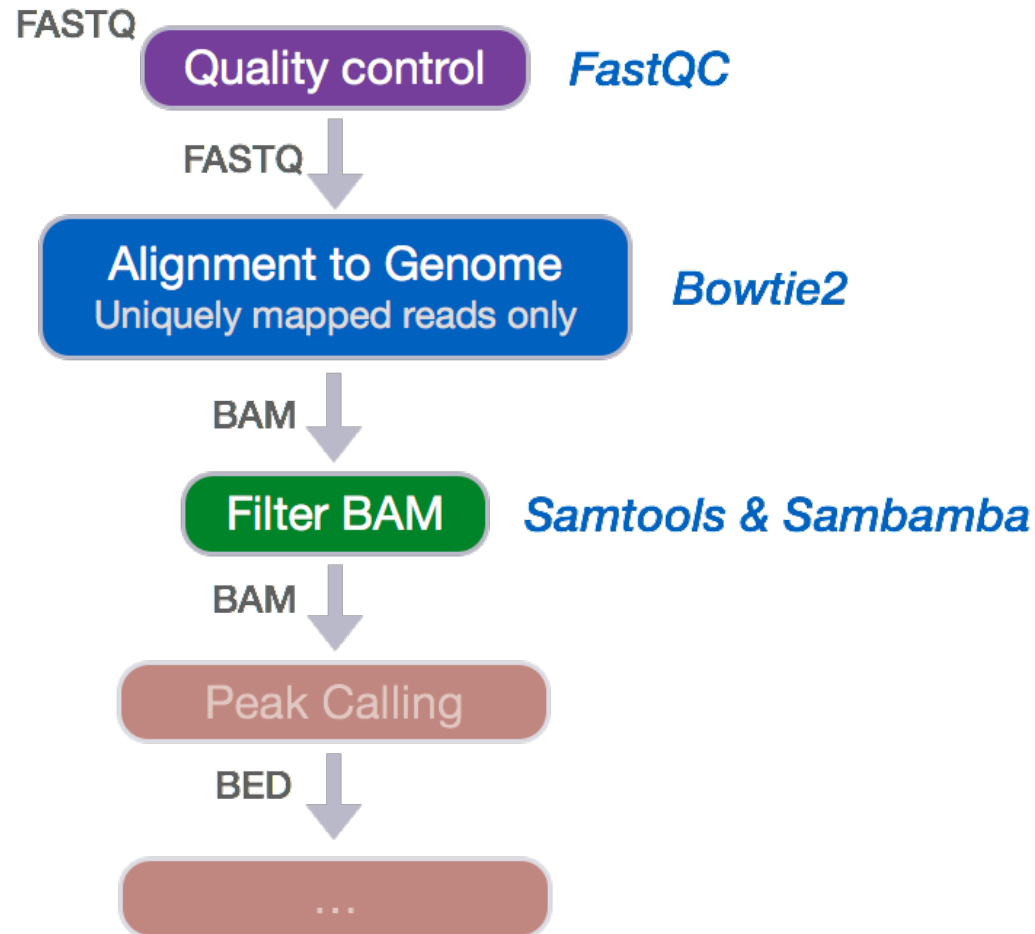 FASTQ
Quality control
FastQC
FASTQ
Alignment to Genome
Uniquely mapped reads only
Bowtie2
BAM
Filter BAM
Samtools & Sambamba
BAM
Peak Calling
BED
...